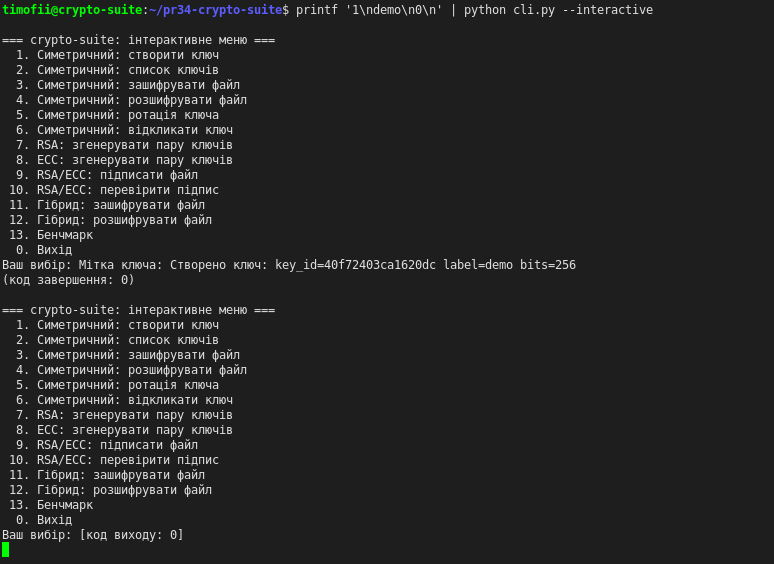 timofii@crypto-suite:~/pr34-crypto-suite$ printf '1\ndemo\n0\n' | python cli.py --interactive
=== crypto-suite: інтерактивне меню ===
1. Симетричний: створити ключ
2. Симетричний: список ключів
3. Симетричний: зашифрувати файл
4. Симетричний: розшифрувати файл
5. Симетричний: ротація ключа
6. Симетричний: відкликати ключ
7. RSA: згенерувати пару ключів
8. ECC: згенерувати пару ключів
9. RSA/ECC: підписати файл
10. RSA/ECC: перевірити підпис
11. Гібрид: зашифрувати файл
12. Гібрид: розшифрувати файл
13. Бенчмарк
0. Вихід
Ваш вибір: Мітка ключа: Створено ключ: key_id=40f72403ca1620dc label=demo bits=256
(код завершення: 0)
=== crypto-suite: інтерактивне меню ===
1. Симетричний: створити ключ
2. Симетричний: список ключів
3. Симетричний: зашифрувати файл
4. Симетричний: розшифрувати файл
5. Симетричний: ротація ключа
6. Симетричний: відкликати ключ
7. RSA: згенерувати пару ключів
8. ECC: згенерувати пару ключів
9. RSA/ECC: підписати файл
10. RSA/ECC: перевірити підпис
11. Гібрид: зашифрувати файл
12. Гібрид: розшифрувати файл
13. Бенчмарк
0. Вихід
Ваш вибір: [код виходу: 0]